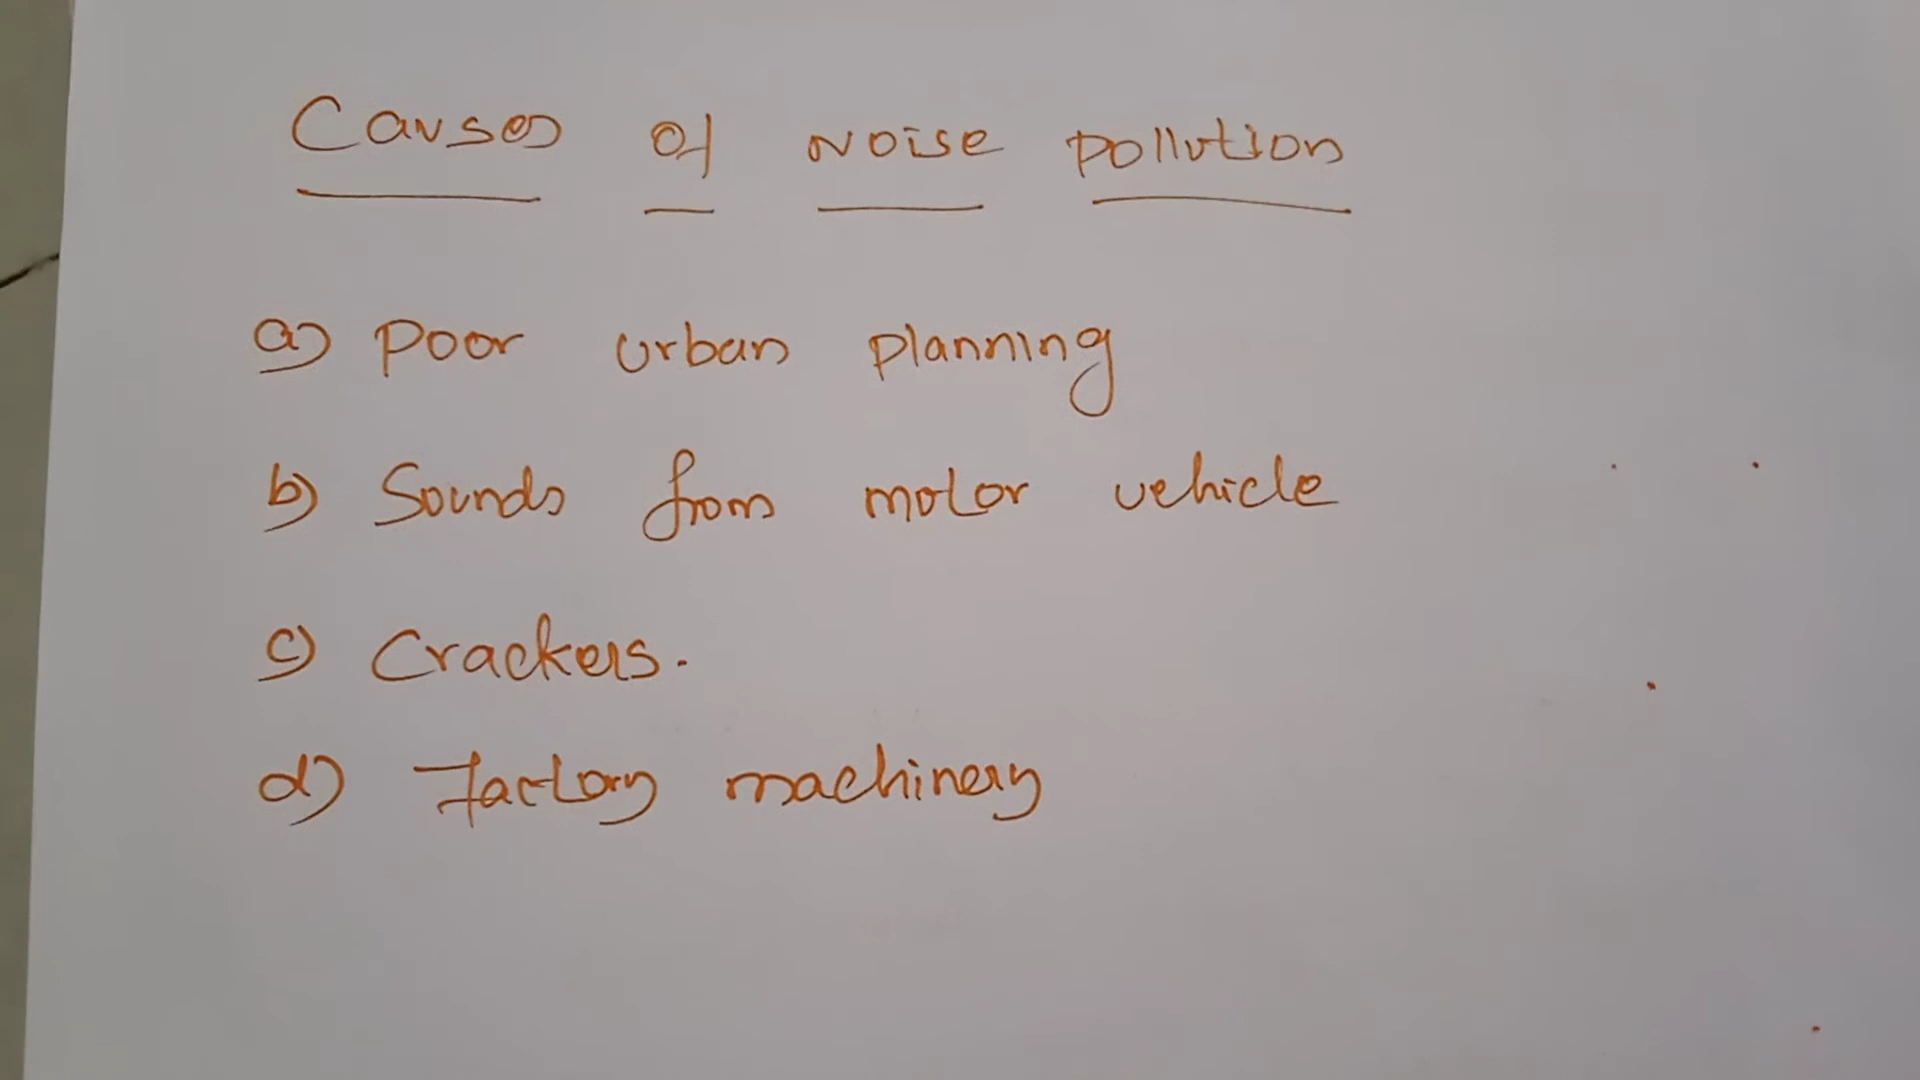 Causes of noise pollution
a) Poor urban planning
b) Sounds from motor vehicle
c) Crackers.
d) Factory machinery